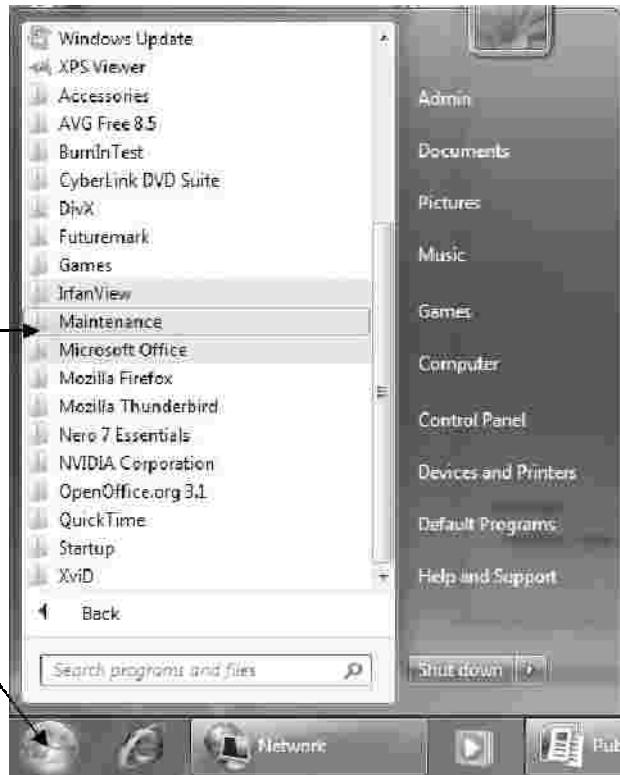 Windows Update
XPS Viewer
Accessories
AVG Free 8.5
BurnInTest
CyberLink DVD Suite
DivX
Futuremark
Games
IrfanView
Maintenance
Microsoft Office
Mozilla Firefox
Mozilla Thunderbird
Nero 7 Essentials
NVIDIA Corporation
OpenOffice.org 3.1
QuickTime
Startup
XviD
Back
Search programs and files
Admin
Documents
Pictures
Music
Games
Computer
Control Panel
Devices and Printers
Default Programs
Help and Support
Shut down
Network
Pub